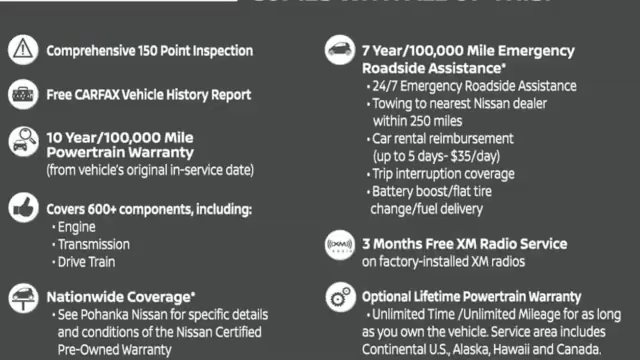 Comprehensive 150 Point Inspection
Free CARFAX Vehicle History Report
10 Year/100,000 Mile
Powertrain Warranty
(from vehicle's original in-service date)
Covers 600+ components, including:
• Engine
• Transmission
• Drive Train
Nationwide Coverage*
• See Pohanka Nissan for specific details
and conditions of the Nissan Certified
Pre-Owned Warranty
7 Year/100,000 Mile Emergency
Roadside Assistance*
• 24/7 Emergency Roadside Assistance
• Towing to nearest Nissan dealer
within 250 miles
• Car rental reimbursement
(up to 5 days- $35/day)
• Trip interruption coverage
• Battery boost/flat tire
change/fuel delivery
XM
3 Months Free XM Radio Service
on factory-installed XM radios
Optional Lifetime Powertrain Warranty
• Unlimited Time /Unlimited Mileage for as long
as you own the vehicle. Service area includes
Continental U.S., Alaska, Hawaii and Canada.